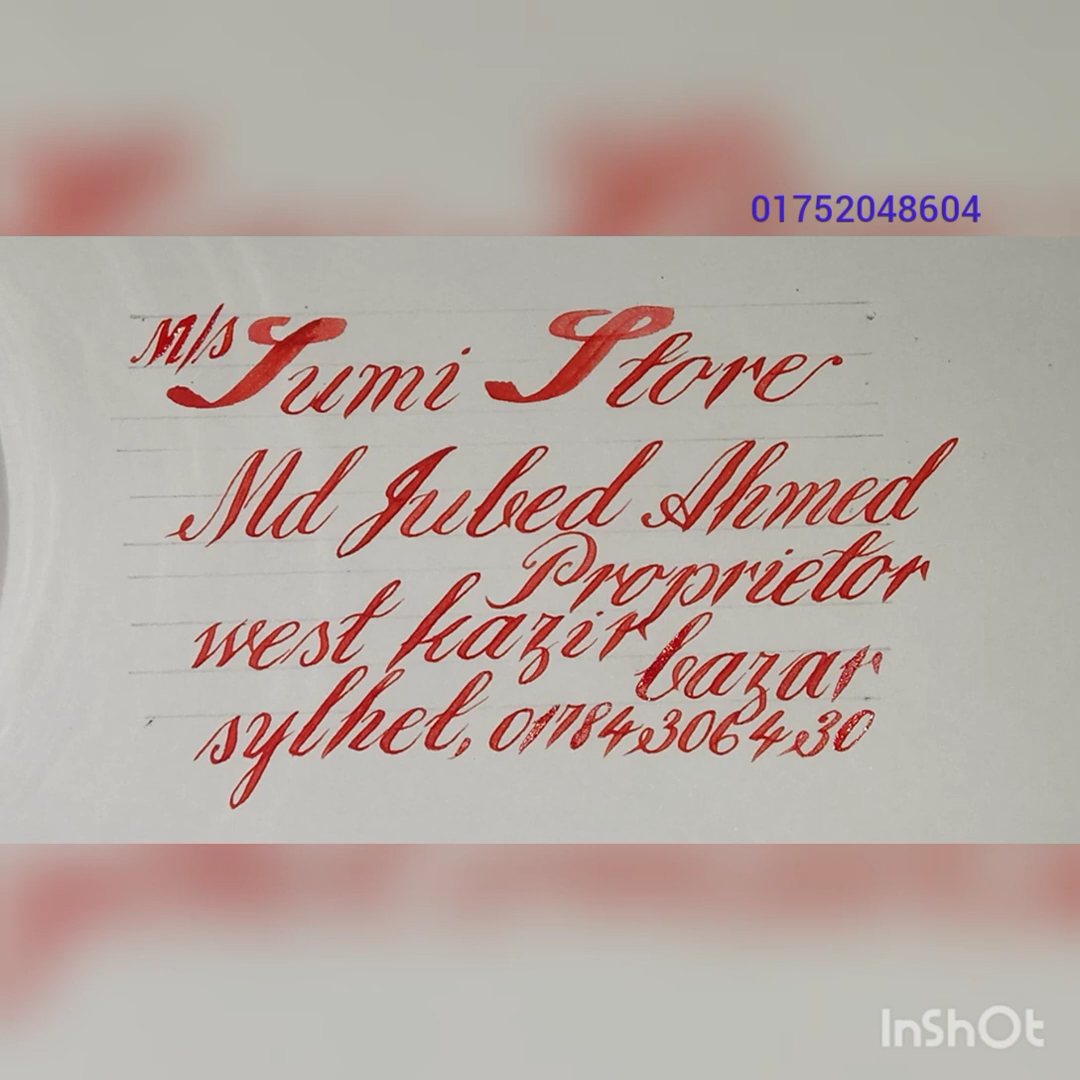 01752048604
M/s Sumi Store
Md Jubed Ahmed
Proprietor
west kazir bazar
sylhet, 01784306430
InShOt